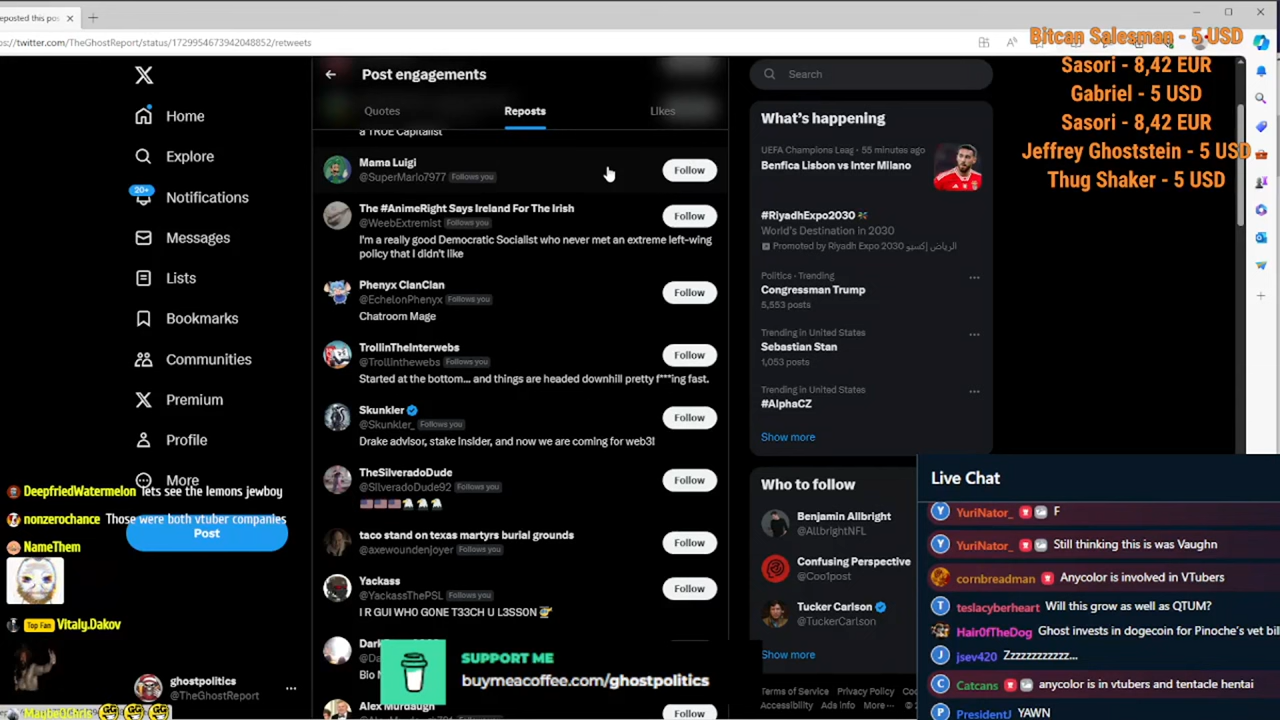 eposted this pos
s://twitter.com/TheGhostReport/status/1729954673942048852/retweets
Bitcan Salesman - 5 USD
Sasori - 8,42 EUR
Gabriel - 5 USD
Sasori - 8,42 EUR
Jeffrey Ghoststein - 5 USD
Thug Shaker - 5 USD
Home
Explore
20+
Notifications
Messages
Lists
Bookmarks
Communities
Premium
Profile
More
Post
ghostpolitics
@TheGhostReport
Post engagements
Quotes
Reposts
Likes
a TRUE Capitalist
Mama Luigi
@SuperMario7977 Follows you
Follow
The #AnimeRight Says Ireland For The Irish
@WeebExtremist Follows you
Follow
I'm a really good Democratic Socialist who never met an extreme left-wing
policy that I didn't like
Phenyx ClanClan
@EchelonPhenyx Follows you
Follow
Chatroom Mage
TrollinTheInterwebs
@Trollinthewebs Follows you
Follow
Started at the bottom... and things are headed downhill pretty f***ing fast.
Skunkler
@Skunkler_ Follows you
Follow
Drake advisor, stake insider, and now we are coming for web3!
TheSilveradoDude
@SilveradoDude92 Follows you
Follow
🇺🇸🇺🇸🇺🇸🦅🦅🦅
taco stand on texas martyrs burial grounds
@axewoundenjoyer Follows you
Follow
Yackass
@YackassThePSL Follows you
Follow
I R GUI WH0 GONE T33CH U L3SSON
Dar
@Da
Bio
Alex Murdaugh
Follow
SUPPORT ME
buymeacoffee.com/ghostpolitics
Search
What's happening
UEFA Champions Leag · 55 minutes ago
Benfica Lisbon vs Inter Milano
#RiyadhExpo2030
World's Destination in 2030
Promoted by Riyadh Expo 2030 الرياض إكسبو
Politics · Trending
Congressman Trump
5,553 posts
Trending in United States
Sebastian Stan
1,053 posts
Trending in United States
#AlphaCZ
Show more
Who to follow
Benjamin Allbright
@AllbrightNFL
Confusing Perspective
@Coo1post
Tucker Carlson
@TuckerCarlson
Show more
Terms of Service Privacy Policy Coo
Accessibility Ads info More ···
DeepfriedWatermelon lets see the lemons jewboy
nonzerochance Those were both vtuber companies
NameThem
Top Fan Vitaly.Dakov
MaybeUChris
Live Chat
YuriNator_ F
YuriNator_ Still thinking this is Vaughn
cornbreadman Anycolor is involved in VTubers
teslacyberheart Will this grow as well as QTUM?
Hair0fTheDog Ghost invests in dogecoin for Pinoche's vet bil
jsev420 Zzzzzzzzzzz...
Catcans anycolor is in vtubers and tentacle hentai
PresidentJ YAWN